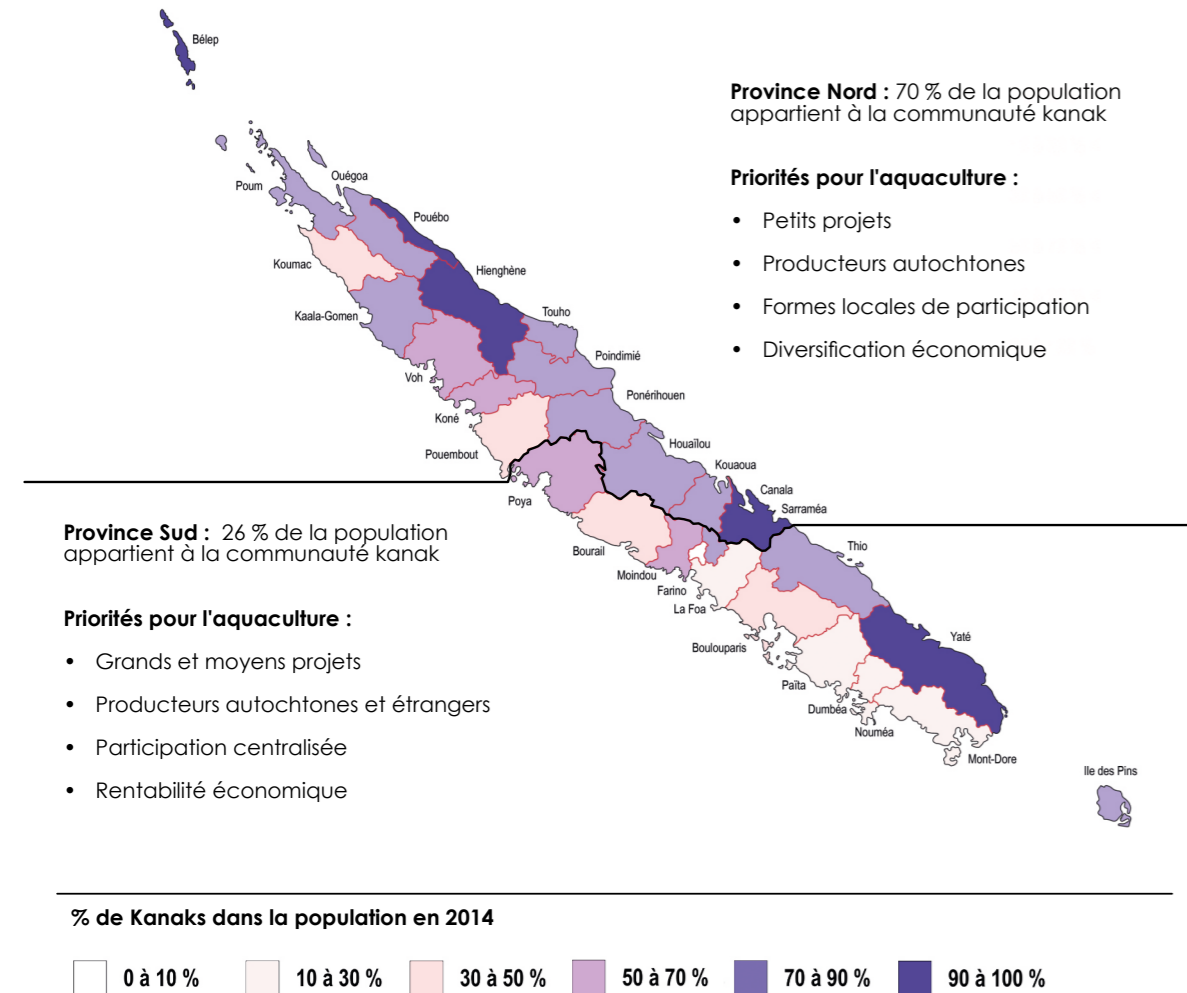 Bélep
Province Nord : 70 % de la population
appartient à la communauté kanak
Priorités pour l'aquaculture :
• Petits projets
• Producteurs autochtones
• Formes locales de participation
• Diversification économique
Poum
Ouégoa
Pouébo
Koumac
Hienghène
Kaala-Gomen
Touho
Voh
Poindimié
Koné
Ponérihouen
Pouembout
Houaïlou
Kouaoua
Poya
Canala
Sarraméa
Bourail
Thio
Moindou
Farino
La Foa
Yaté
Boulouparis
Païta
Dumbéa
Nouméa
Mont-Dore
Ile des Pins
Province Sud : 26 % de la population
appartient à la communauté kanak
Priorités pour l'aquaculture :
• Grands et moyens projets
• Producteurs autochtones et étrangers
• Participation centralisée
• Rentabilité économique
% de Kanaks dans la population en 2014
0 à 10 %
10 à 30 %
30 à 50 %
50 à 70 %
70 à 90 %
90 à 100 %